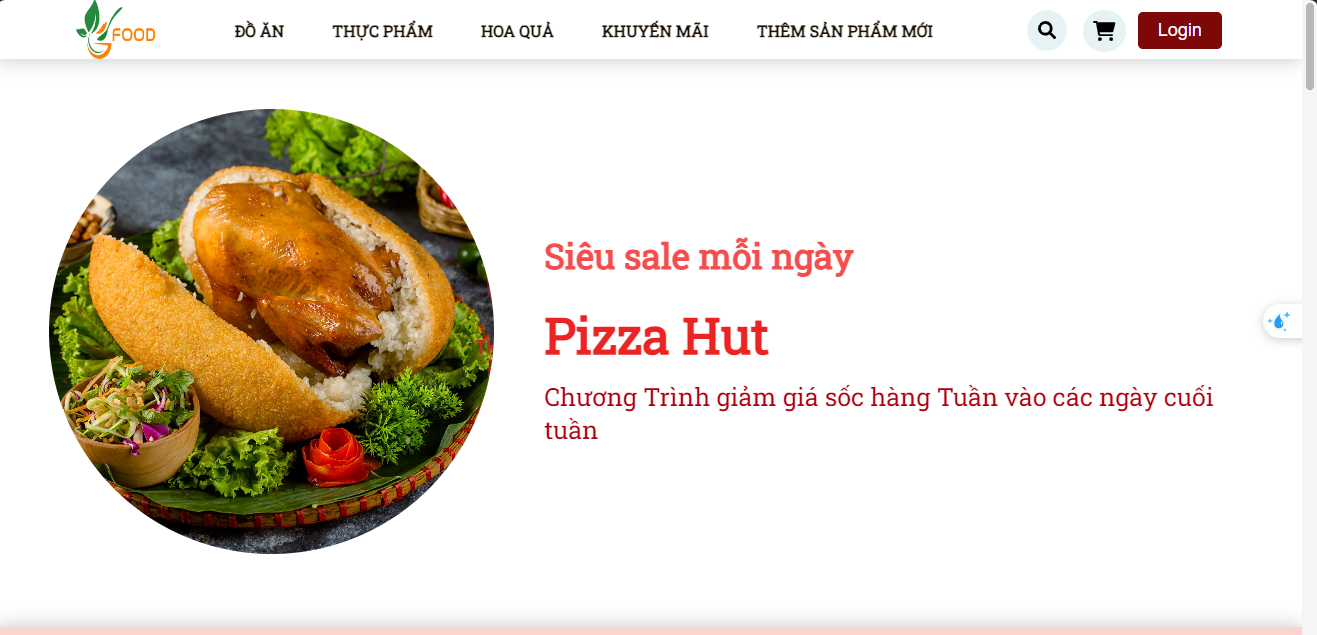 FOOD
ĐỒ ĂN
THỰC PHẨM
HOA QUẢ
KHUYẾN MÃI
THÊM SẢN PHẨM MỚI
Login
Siêu sale mỗi ngày
Pizza Hut
Chương Trình giảm giá sốc hàng Tuần vào các ngày cuối
tuần